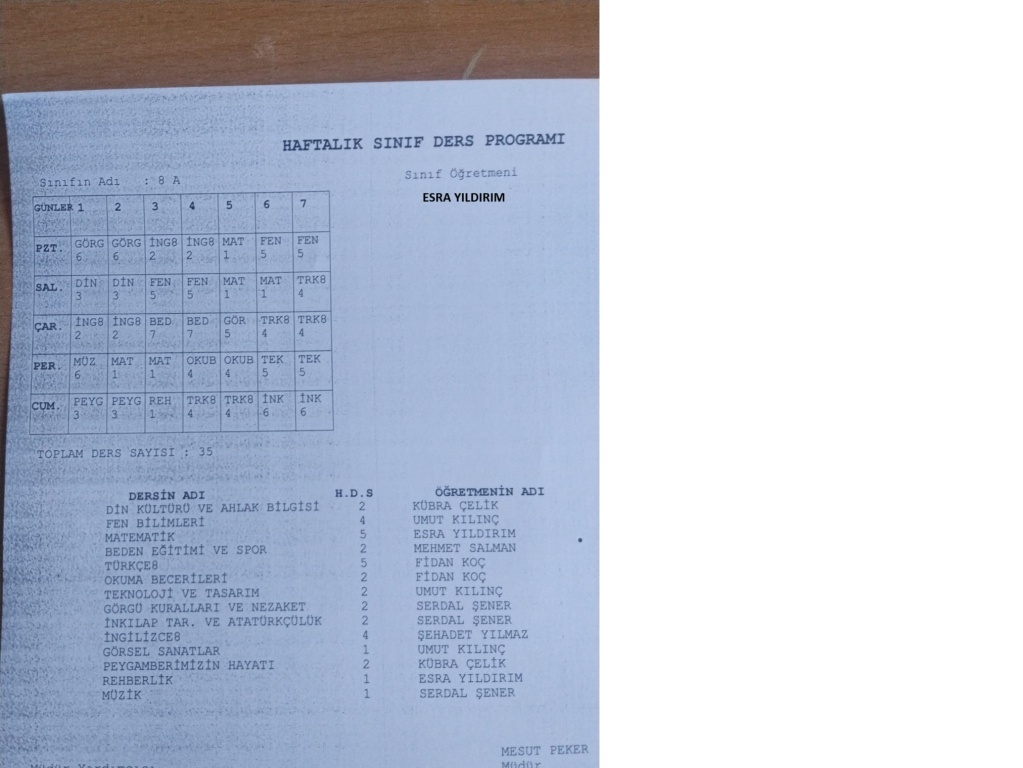 HAFTALIK SINIF DERS PROGRAMI
Sınıfın Adı : 8 A
Sınıf Öğretmeni
ESRA YILDIRIM
GÜNLER 1 2 3 4 5 6 7
PZT. GÖRG 6 GÖRG 6 İNG8 2 İNG8 2 MAT 1 FEN 5 FEN 5
SAL. DİN 3 DİN 3 FEN 5 FEN 5 MAT 1 MAT 1 TRK8 4
ÇAR. İNG8 2 İNG8 2 BED 7 BED 7 GÖR 5 TRK8 4 TRK8 4
PER. MÜZ 6 MAT 1 MAT 1 OKUB 4 OKUB 4 TEK 5 TEK 5
CUM. PEYG 3 PEYG 3 REH 1 TRK8 4 TRK8 4 İNK 6 İNK 6
TOPLAM DERS SAYISI : 35
DERSİN ADI H.D.S ÖĞRETMENİN ADI
DİN KÜLTÜRÜ VE AHLAK BİLGİSİ 2 KÜBRA ÇELİK
FEN BİLİMLERİ 4 UMUT KILINÇ
MATEMATİK 5 ESRA YILDIRIM
BEDEN EĞİTİMİ VE SPOR 2 MEHMET SALMAN
TÜRKÇE8 5 FİDAN KOÇ
OKUMA BECERİLERİ 2 FİDAN KOÇ
TEKNOLOJİ VE TASARIM 2 UMUT KILINÇ
GÖRGÜ KURALLARI VE NEZAKET 2 SERDAL ŞENER
İNKILAP TAR. VE ATATÜRKÇÜLÜK 2 SERDAL ŞENER
İNGİLİZCE8 4 ŞEHADET YILMAZ
GÖRSEL SANATLAR 1 UMUT KILINÇ
PEYGAMBERİMİZİN HAYATI 2 KÜBRA ÇELİK
REHBERLİK 1 ESRA YILDIRIM
MÜZİK 1 SERDAL ŞENER
MESUT PEKER
Müdür Yardımcısı Müdür